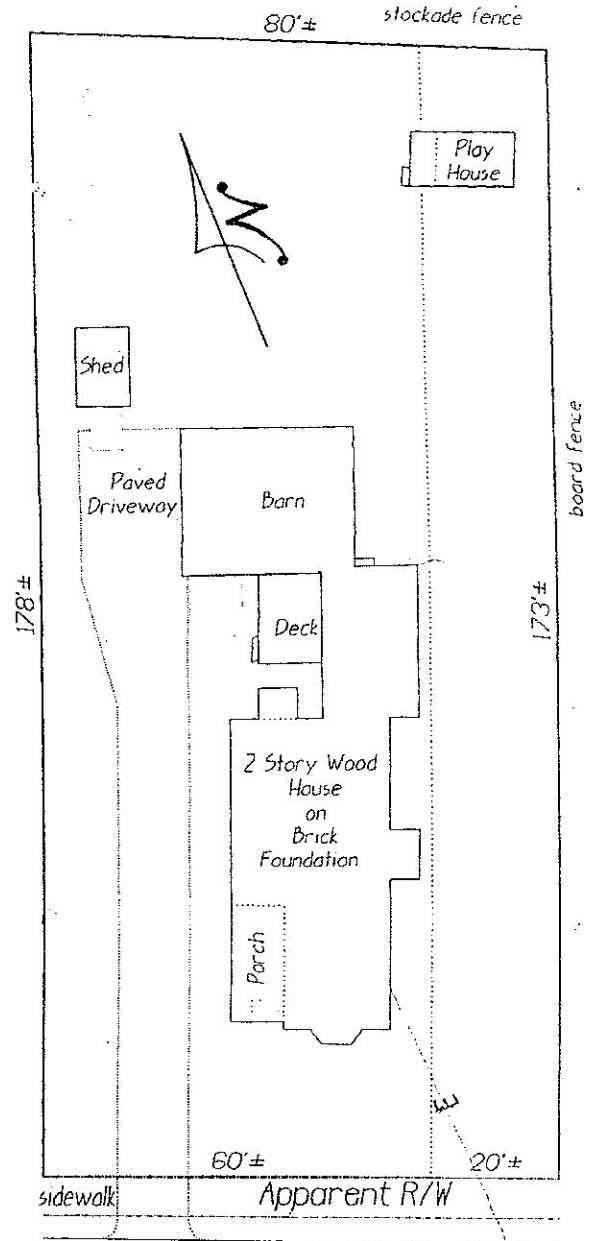 80'±
stockade fence
Play
House
N
Shed
Paved
Driveway
Barn
board fence
178'±
173'±
Deck
2 Story Wood
House
on
Brick
Foundation
Porch
E
60'±
20'±
sidewalk
Apparent R/W